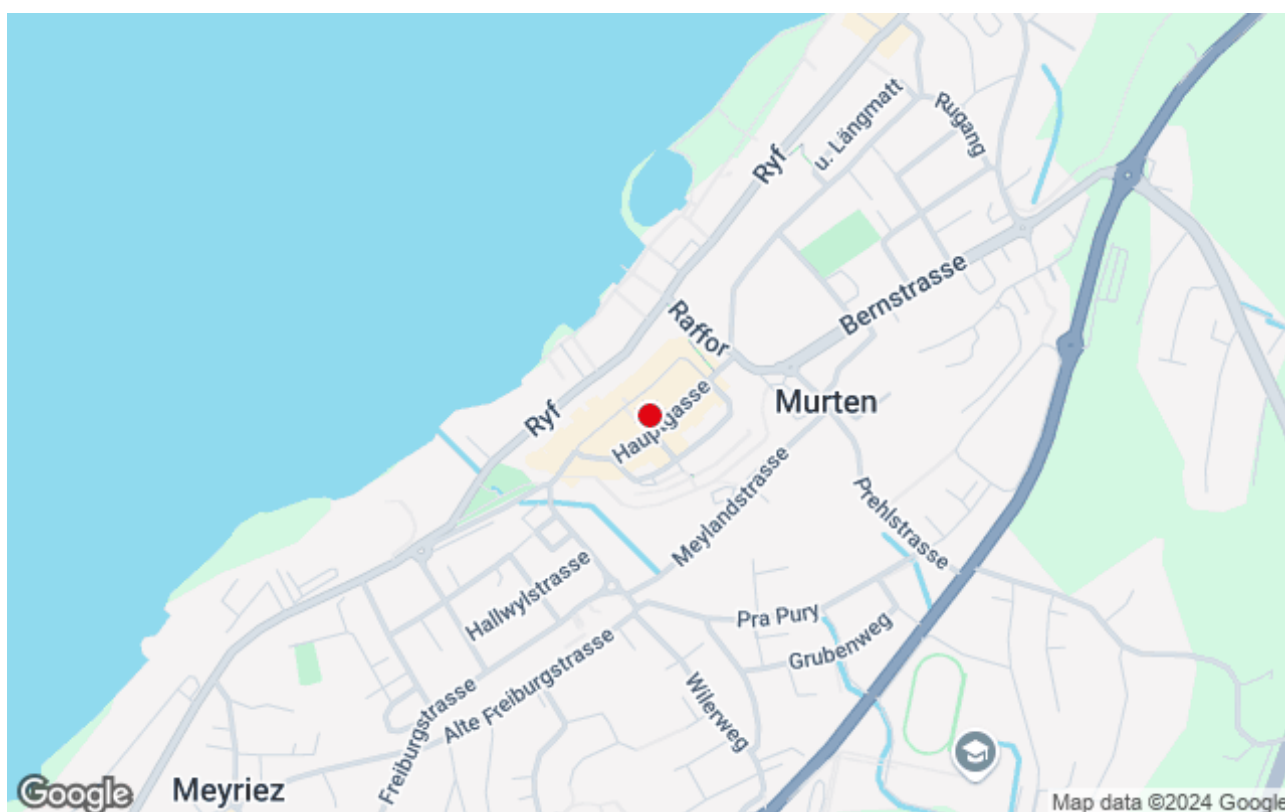 Rugang
u. Längmatt
Ryf
Bernstrasse
Raffor
Murten
Hauptgasse
Ryf
Meylandstrasse
Prehlstrasse
Hallwylstrasse
Pra Pury
Grubenweg
Alte Freiburgstrasse
Freiburgstrasse
Wilerweg
Meyriez
Google
Map data ©2024 Google